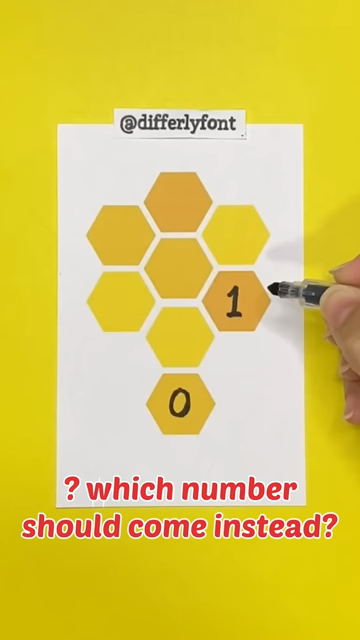 @differlyfont
1
0
? which number
should come instead?